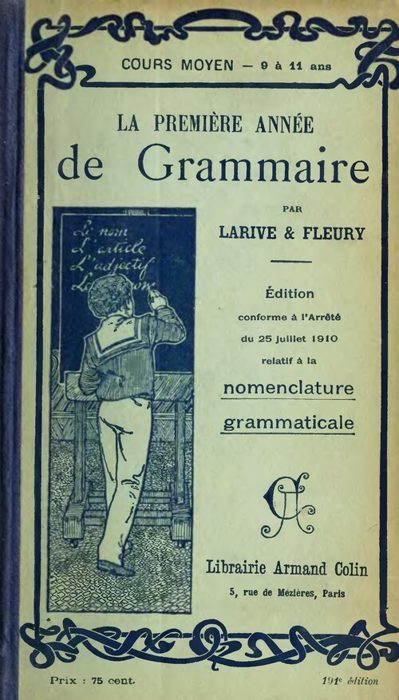 COURS MOYEN — 9 à 11 ans
LA PREMIÈRE ANNÉE
de Grammaire
PAR
LARIVE & FLEURY
Édition
conforme à l'Arrêté
du 25 juillet 1910
relatif à la
nomenclature
grammaticale
Le nom
L'article
L'adjectif
Librairie Armand Colin
5, rue de Mézières, Paris
Prix : 75 cent.
191e édition